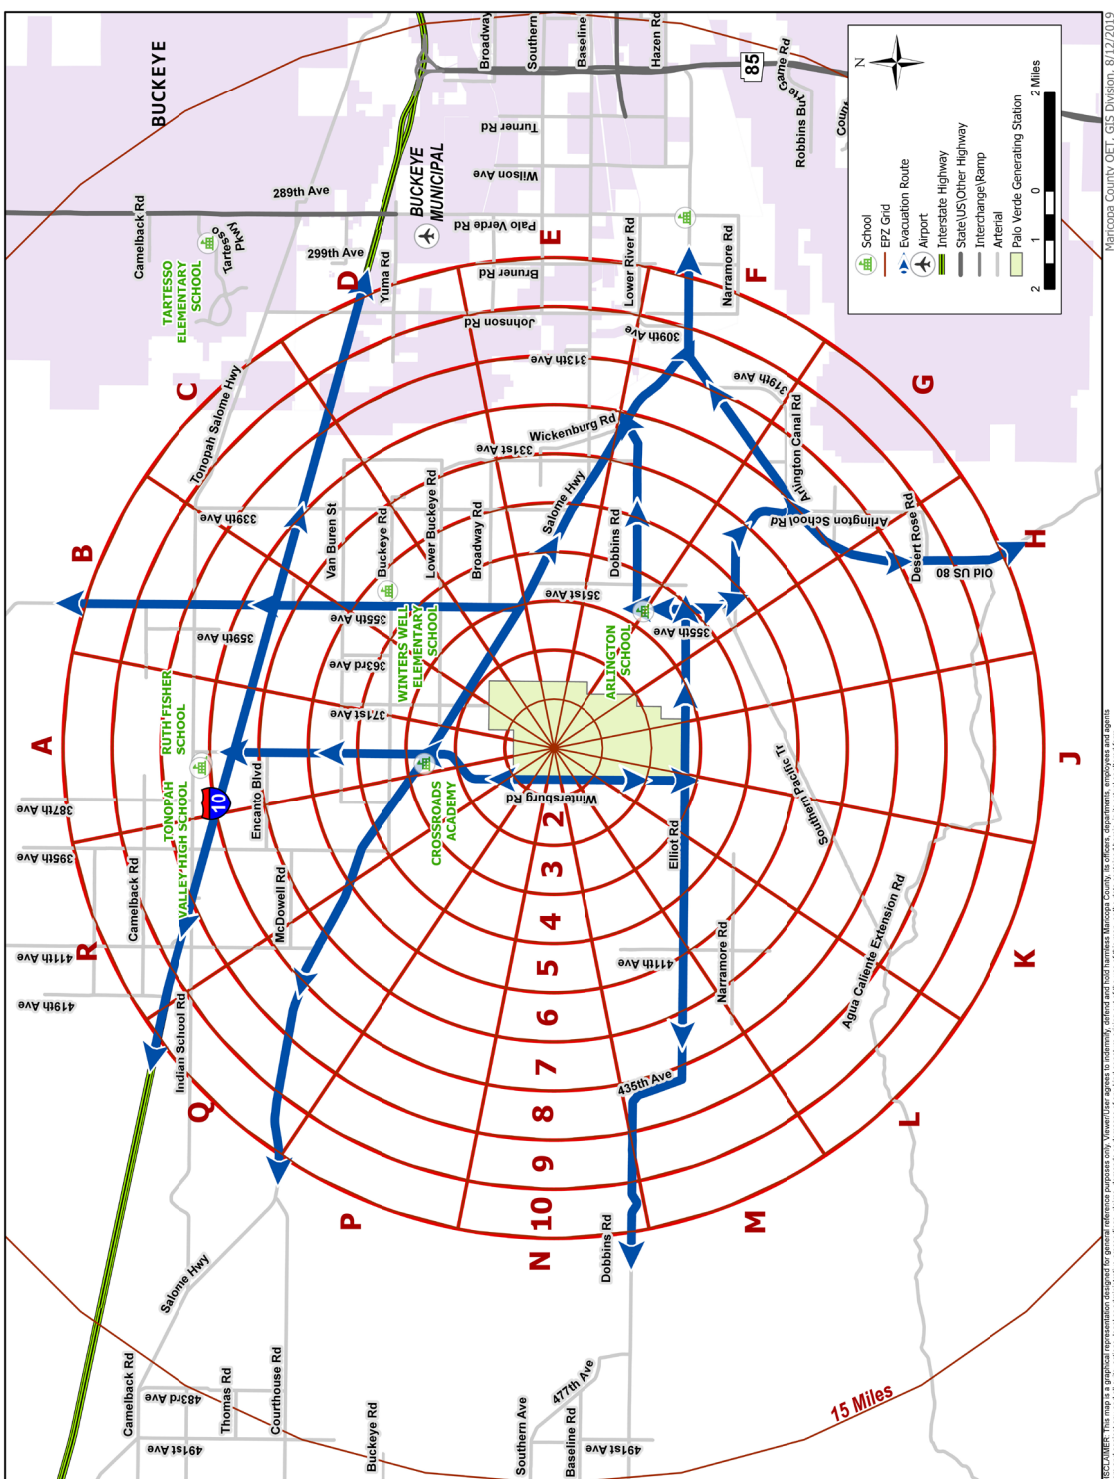 BUCKEYE
Broadway
Southern
Baseline
Hazen Rd
85
Game Rd
Robbins Butte
Turner Rd
Wilson Ave
Palo Verde Rd
Bruner Rd
Johnson Rd
313th Ave
Lower River Rd
Narramore Rd
309th Ave
319th Ave
BUCKEYE
MUNICIPAL
289th Ave
299th Ave
Camelback Rd
Tartesso
Pkwy
TARTESSO
ELEMENTARY
SCHOOL
Yuma Rd
Tonopah Salome Hwy
339th Ave
Van Buren St
Buckeye Rd
Lower Buckeye Rd
Broadway Rd
331st Ave
Wickenburg Rd
Salome Hwy
Dobbins Rd
Arlington Canal Rd
Arlington School Rd
Desert Rose Rd
Old US 80
351st Ave
355th Ave
355th Ave
369th Ave
363rd Ave
371st Ave
WINTERS WELL
ELEMENTARY
SCHOOL
ARLINGTON
SCHOOL
RUTH FISHER
SCHOOL
TONOPAH
VALLEY HIGH SCHOOL
CROSSROADS
ACADEMY
10
387th Ave
395th Ave
411th Ave
419th Ave
Camelback Rd
Encanto Blvd
McDowell Rd
Indian School Rd
Wintersburg Rd
Elliot Rd
Southern Pacific Tr
Narramore Rd
411th Ave
Agua Caliente Extension Rd
435th Ave
Dobbins Rd
Salome Hwy
Camelback Rd
483rd Ave
Thomas Rd
491st Ave
Courthouse Rd
Buckeye Rd
Southern Ave
477th Ave
Baseline Rd
491st Ave
15 Miles
A
B
C
D
E
F
G
H
J
K
L
M
N
P
Q
R
2
3
4
5
6
7
8
9
10
N
School
EPZ Grid
Evacuation Route
Airport
Interstate Highway
State\US\Other Highway
Interchange\Ramp
Arterial
Palo Verde Generating Station
2 1 0 2 Miles
Maricopa County OET, GIS Division, 8/12/2019